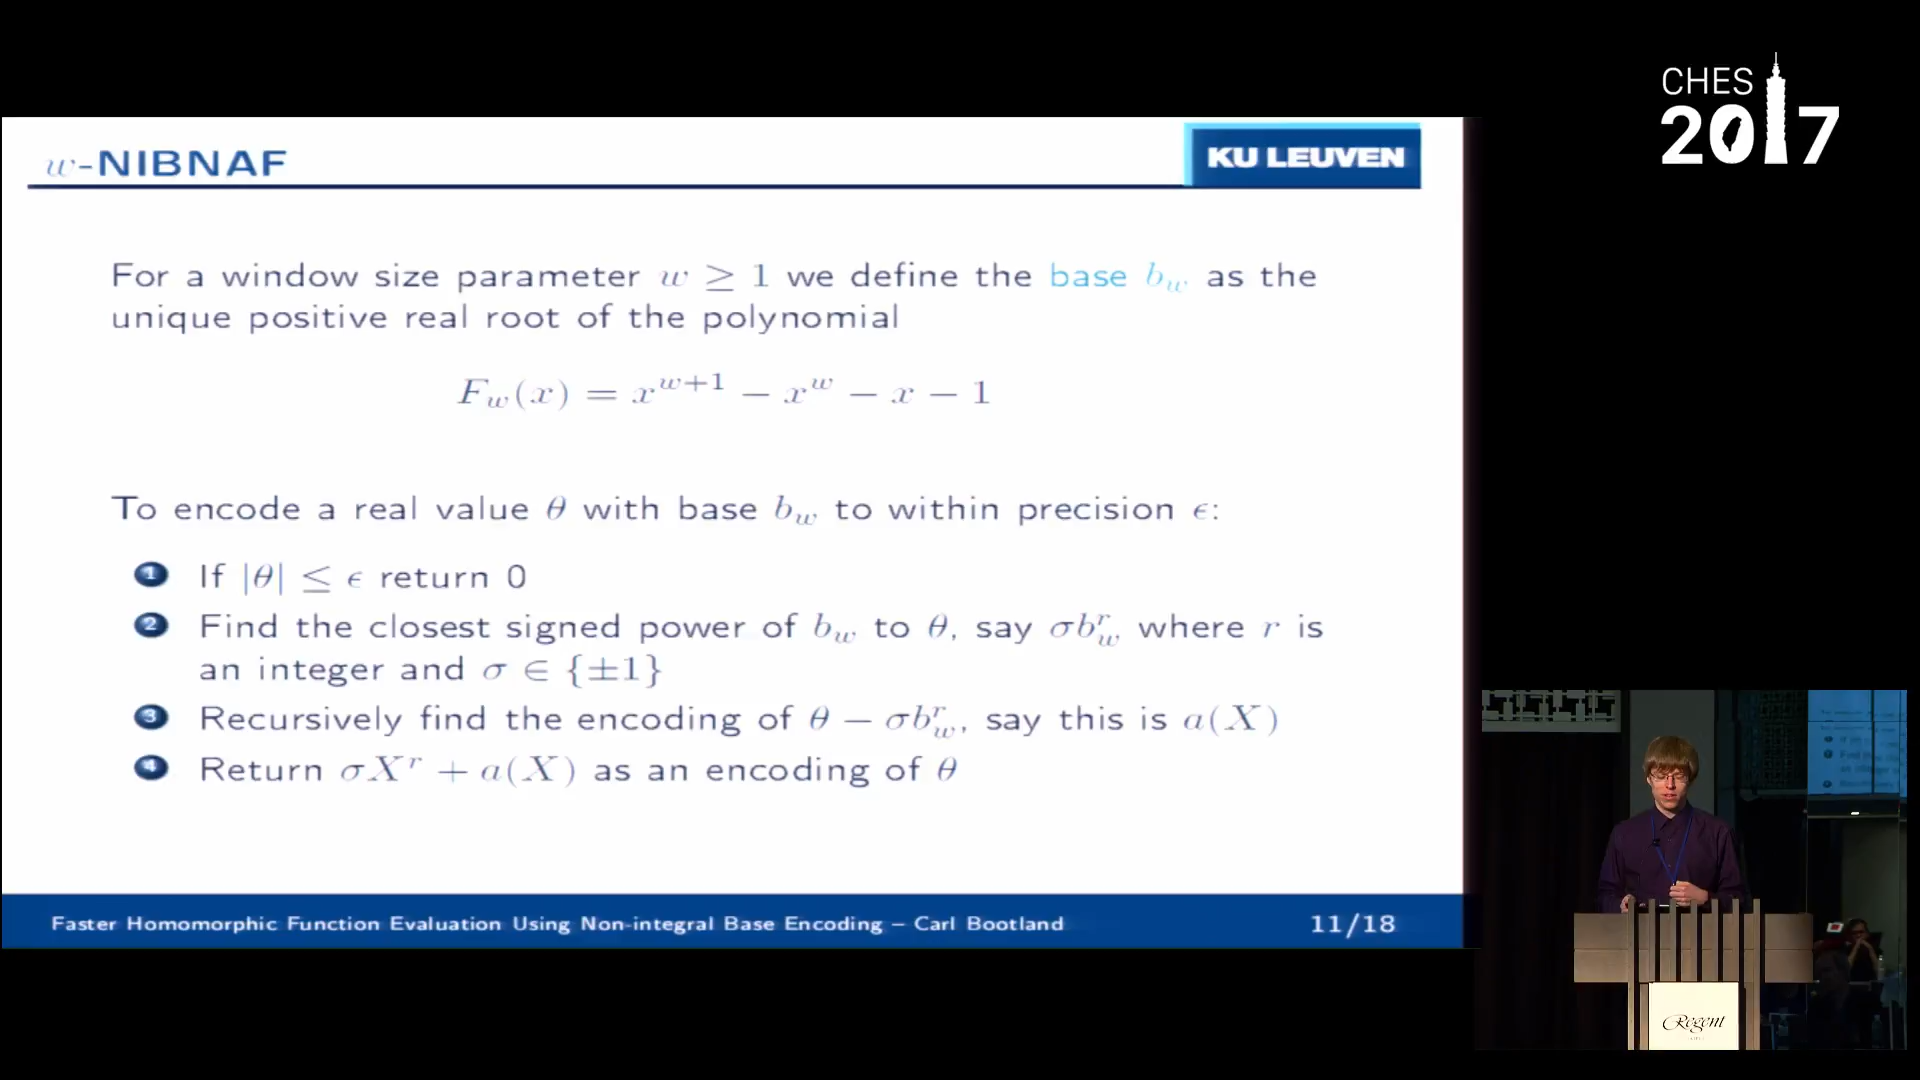 CHES
2017
w-NIBNAF
KU LEUVEN
For a window size parameter w ≥ 1 we define the base b_w as the
unique positive real root of the polynomial
F_w(x) = x^{w+1} − x^w − x − 1
To encode a real value θ with base b_w to within precision ϵ:
1 If |θ| ≤ ϵ return 0
2 Find the closest signed power of b_w to θ, say σb_w^r, where r is
an integer and σ ∈ {±1}
3 Recursively find the encoding of θ − σb_w^r, say this is a(X)
4 Return σX^r + a(X) as an encoding of θ
Faster Homomorphic Function Evaluation Using Non-integral Base Encoding – Carl Bootland
11/18
Regent